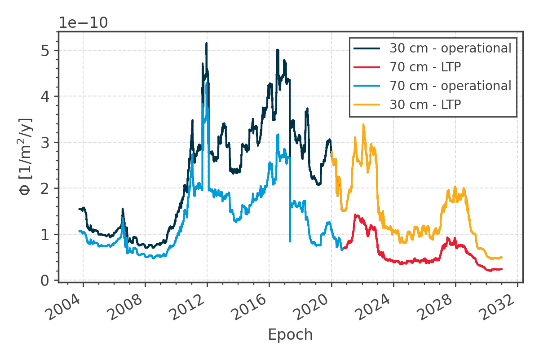 1e−10
30 cm - operational
70 cm - LTP
70 cm - operational
30 cm - LTP
5
4
3
2
1
0
Φ [1/m²/y]
2004
2008
2012
2016
2020
2024
2028
2032
Epoch